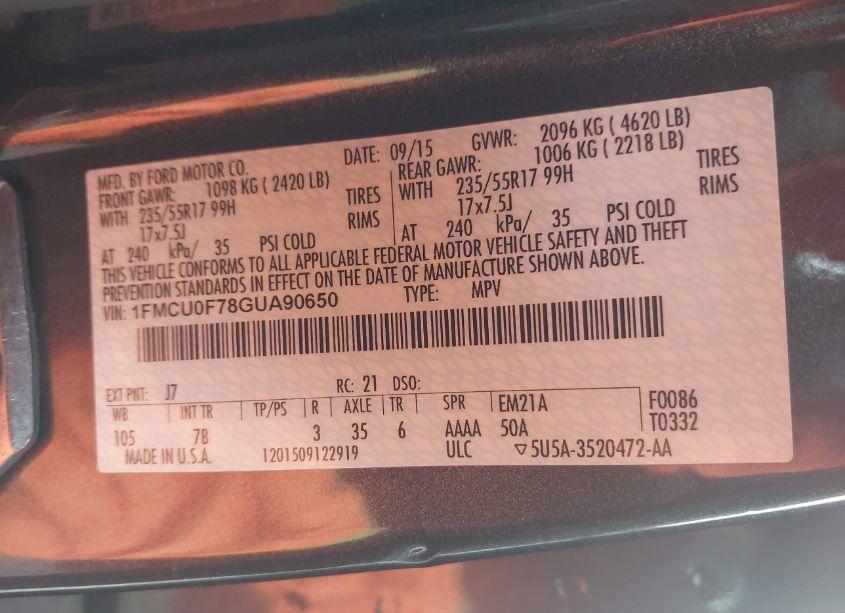 MFD. BY FORD MOTOR CO. DATE: 09/15 GVWR: 2096 KG ( 4620 LB)
FRONT GAWR: 1098 KG ( 2420 LB) REAR GAWR: 1006 KG ( 2218 LB)
WITH 235/55R17 99H TIRES WITH 235/55R17 99H TIRES
17x7.5J RIMS 17x7.5J RIMS
AT 240 kPa/ 35 PSI COLD AT 240 kPa/ 35 PSI COLD
THIS VEHICLE CONFORMS TO ALL APPLICABLE FEDERAL MOTOR VEHICLE SAFETY AND THEFT
PREVENTION STANDARDS IN EFFECT ON THE DATE OF MANUFACTURE SHOWN ABOVE.
VIN: 1FMCU0F78GUA90650 TYPE: MPV
EXT PNT: J7 RC: 21 DSO:
WB INT TR TP/PS R AXLE TR SPR EM21A F0086
105 7B 3 35 6 AAAA 50A T0332
MADE IN U.S.A. 1201509122919 ULC ▽5U5A-3520472-AA